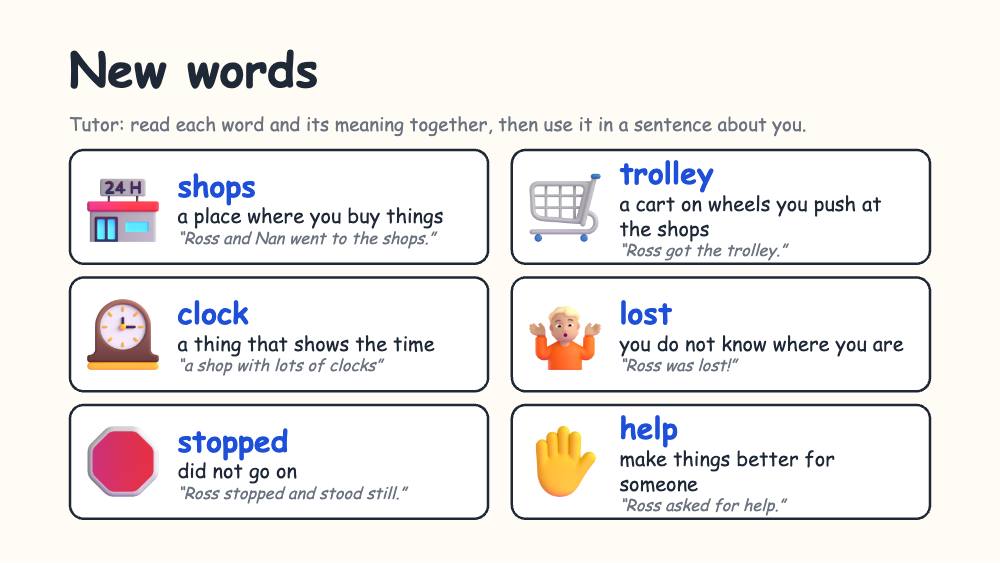 New words
Tutor: read each word and its meaning together, then use it in a sentence about you.
24 H
shops
a place where you buy things
"Ross and Nan went to the shops."
trolley
a cart on wheels you push at
the shops
"Ross got the trolley."
clock
a thing that shows the time
"a shop with lots of clocks"
lost
you do not know where you are
"Ross was lost!"
stopped
did not go on
"Ross stopped and stood still."
help
make things better for
someone
"Ross asked for help."